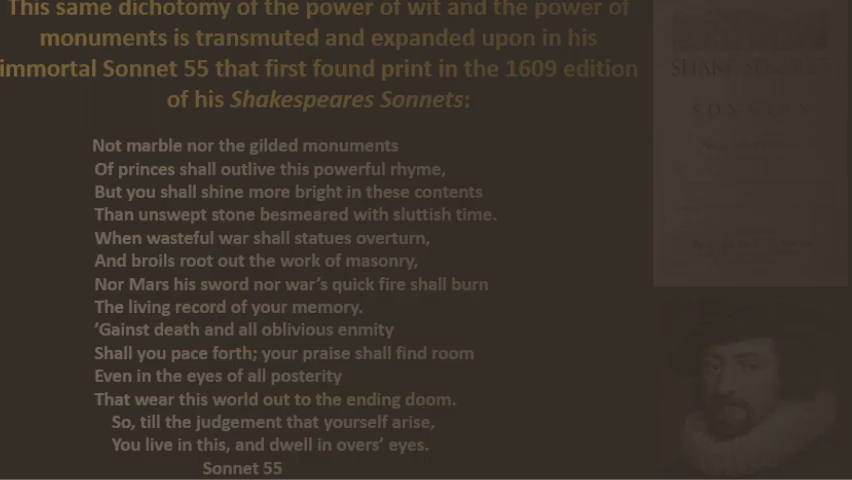 This same dichotomy of the power of wit and the power of
monuments is transmuted and expanded upon in his
immortal Sonnet 55 that first found print in the 1609 edition
of his Shakespeares Sonnets:
Not marble nor the gilded monuments
Of princes shall outlive this powerful rhyme,
But you shall shine more bright in these contents
Than unswept stone besmeared with sluttish time.
When wasteful war shall statues overturn,
And broils root out the work of masonry,
Nor Mars his sword nor war's quick fire shall burn
The living record of your memory.
’Gainst death and all oblivious enmity
Shall you pace forth; your praise shall find room
Even in the eyes of all posterity
That wear this world out to the ending doom.
So, till the judgement that yourself arise,
You live in this, and dwell in overs’ eyes.
Sonnet 55
SHAKE-SPEARES
SONNETS